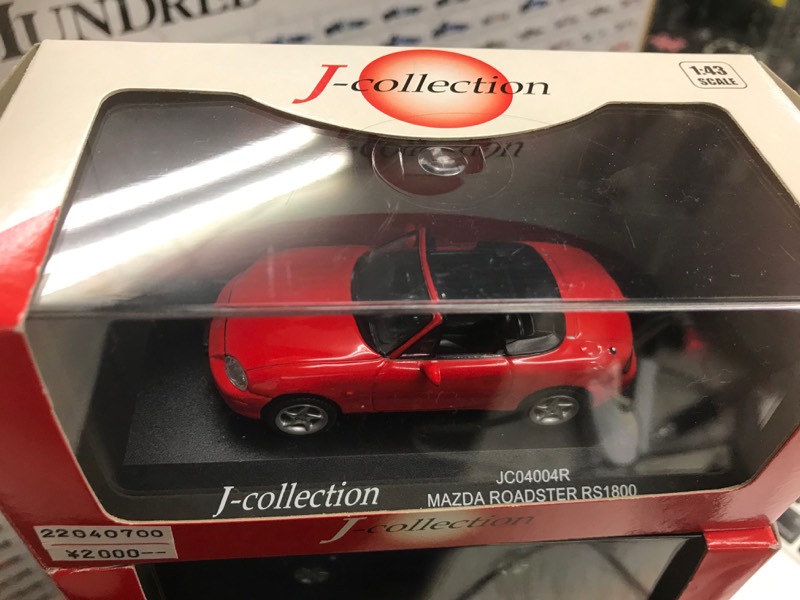 HUNDRED
J-collection
1:43
SCALE
JC04004R
J-collection
MAZDA ROADSTER RS1800
J-collection
22040700
¥2000--